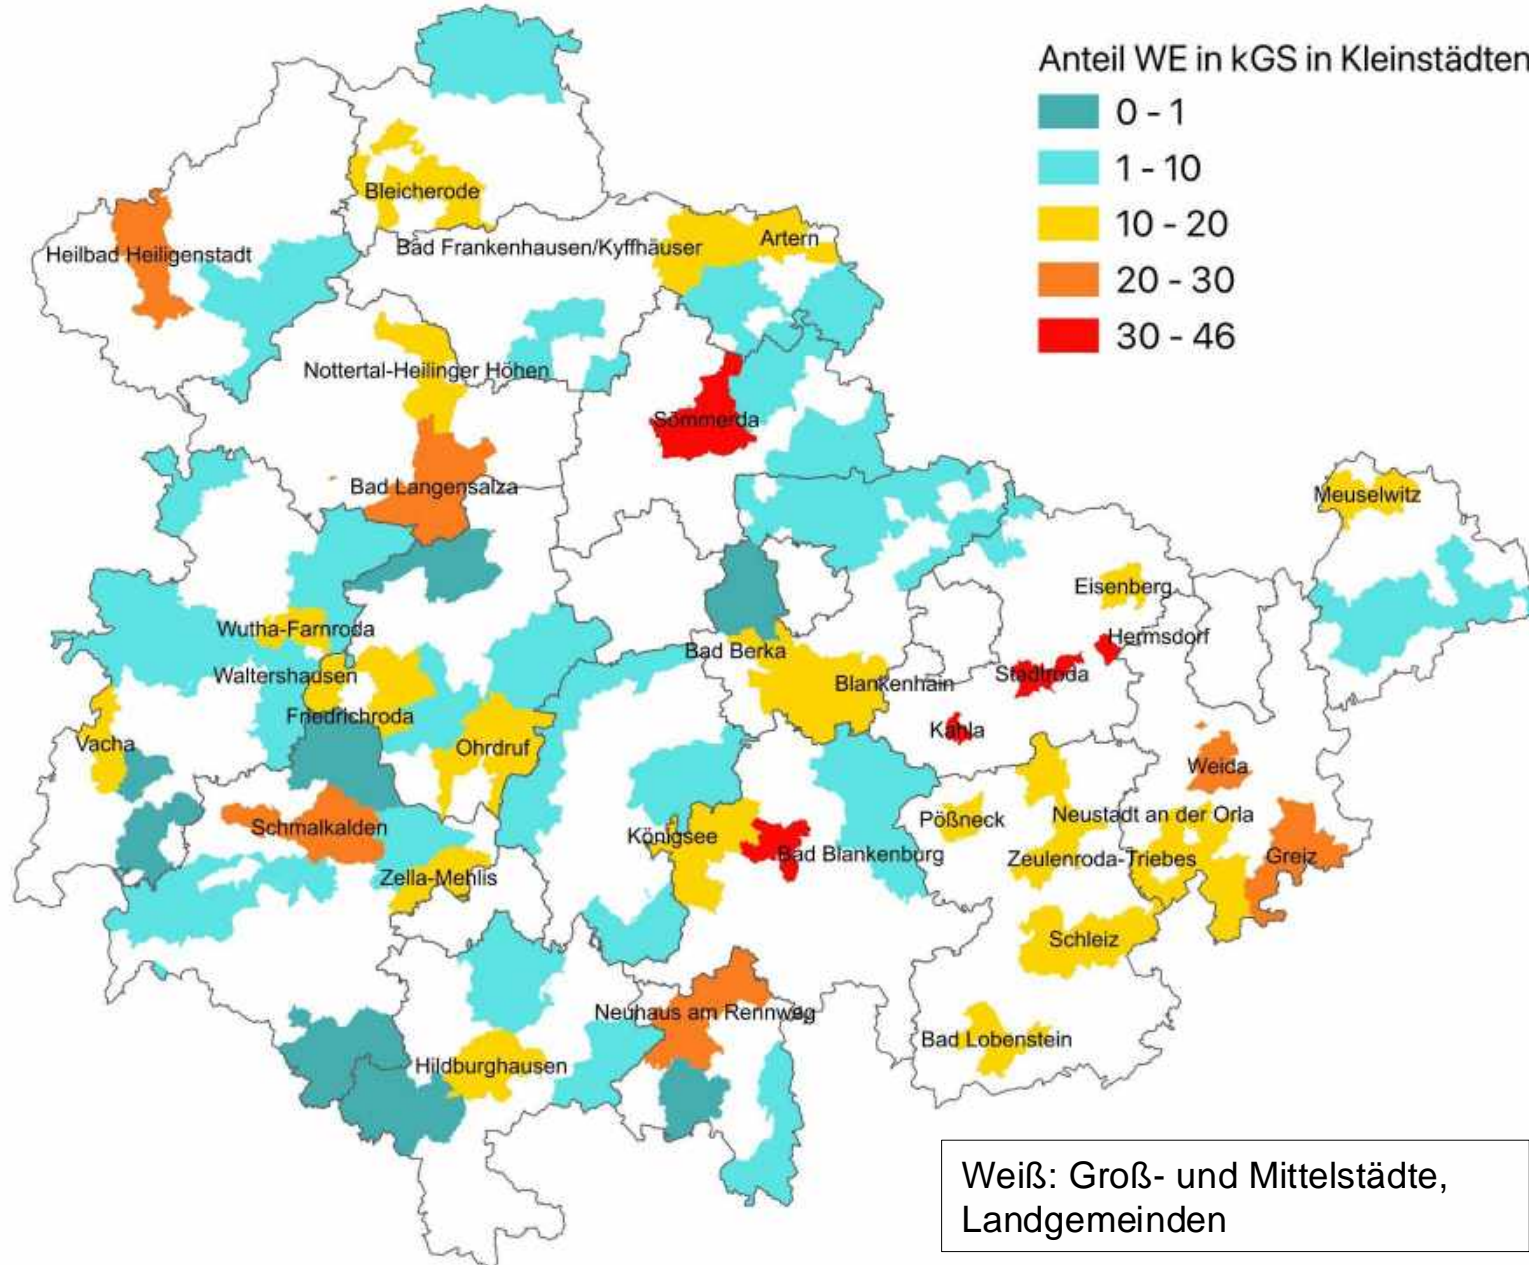 Anteil WE in kGS in Kleinstädten
0 - 1
1 - 10
10 - 20
20 - 30
30 - 46
Bleicherode
Heilbad Heiligenstadt
Bad Frankenhausen/Kyffhäuser
Artern
Nottertal-Heilinger Höhen
Sömmerda
Bad Langensalza
Meuselwitz
Eisenberg
Wutha-Farnroda
Hermsdorf
Bad Berka
Waltershausen
Blankenhain
Stadtroda
Friedrichroda
Kahla
Vacha
Ohrdruf
Weida
Schmalkalden
Königsee
Pößneck
Neustadt an der Orla
Bad Blankenburg
Zeulenroda-Triebes
Greiz
Zella-Mehlis
Schleiz
Neuhaus am Rennweg
Bad Lobenstein
Hildburghausen
Weiß: Groß- und Mittelstädte,
Landgemeinden